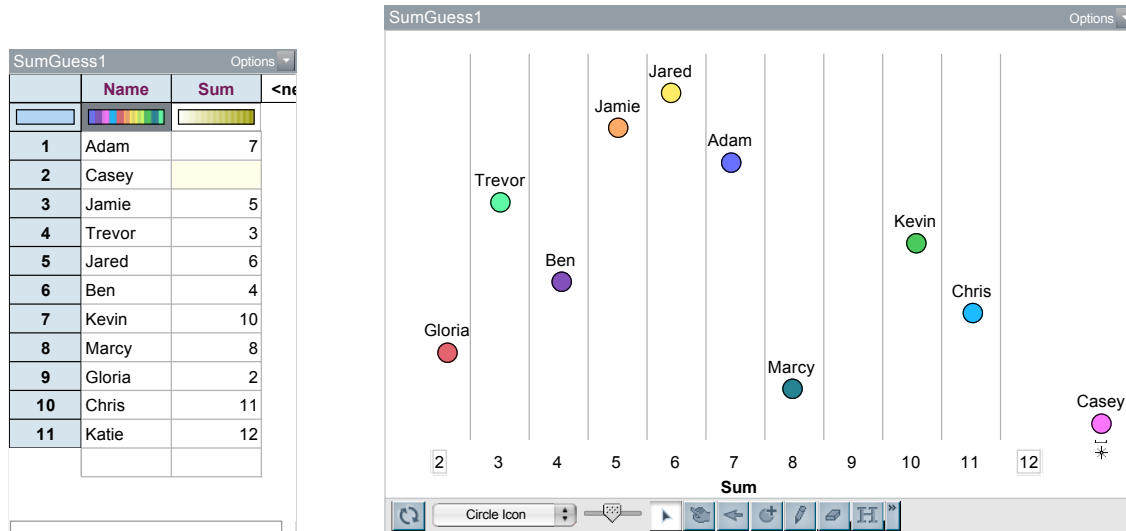 SumGuess1 Options
Name Sum <ne
1 Adam 7
2 Casey
3 Jamie 5
4 Trevor 3
5 Jared 6
6 Ben 4
7 Kevin 10
8 Marcy 8
9 Gloria 2
10 Chris 11
11 Katie 12
SumGuess1 Options
Jared
Jamie
Adam
Trevor
Kevin
Ben
Chris
Gloria
Marcy
Casey
2 3 4 5 6 7 8 9 10 11 12
Sum
Circle Icon